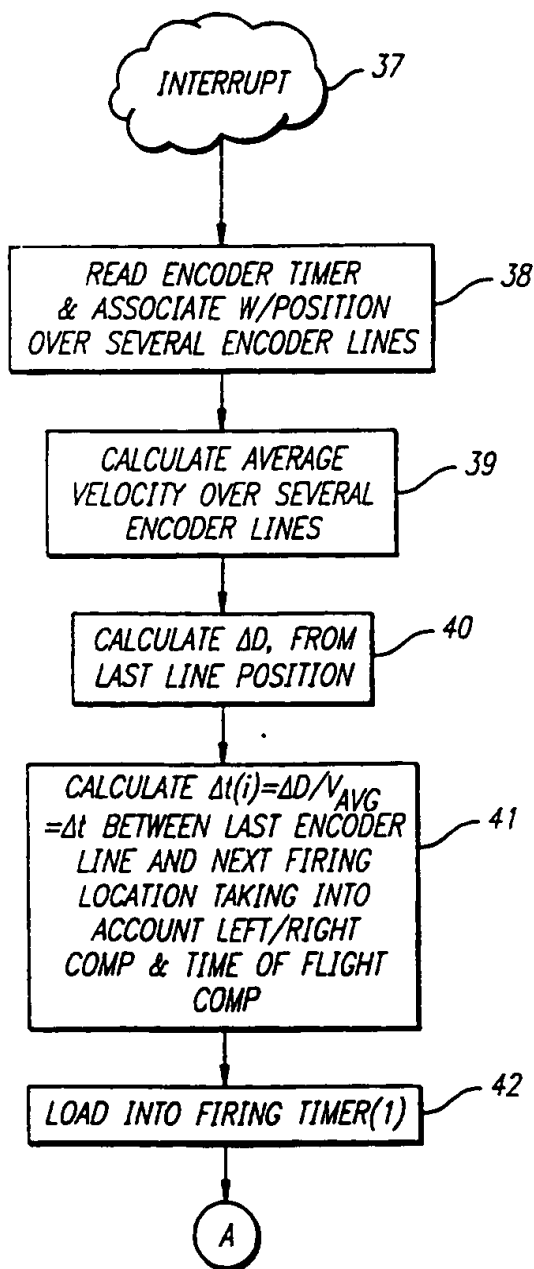 INTERRUPT
37
READ ENCODER TIMER
& ASSOCIATE W/POSITION
OVER SEVERAL ENCODER LINES
38
CALCULATE AVERAGE
VELOCITY OVER SEVERAL
ENCODER LINES
39
CALCULATE ΔD, FROM
LAST LINE POSITION
40
CALCULATE Δt(i)=ΔD/VAVG
=Δt BETWEEN LAST ENCODER
LINE AND NEXT FIRING
LOCATION TAKING INTO
ACCOUNT LEFT/RIGHT
COMP & TIME OF FLIGHT
COMP
41
LOAD INTO FIRING TIMER(1)
42
A